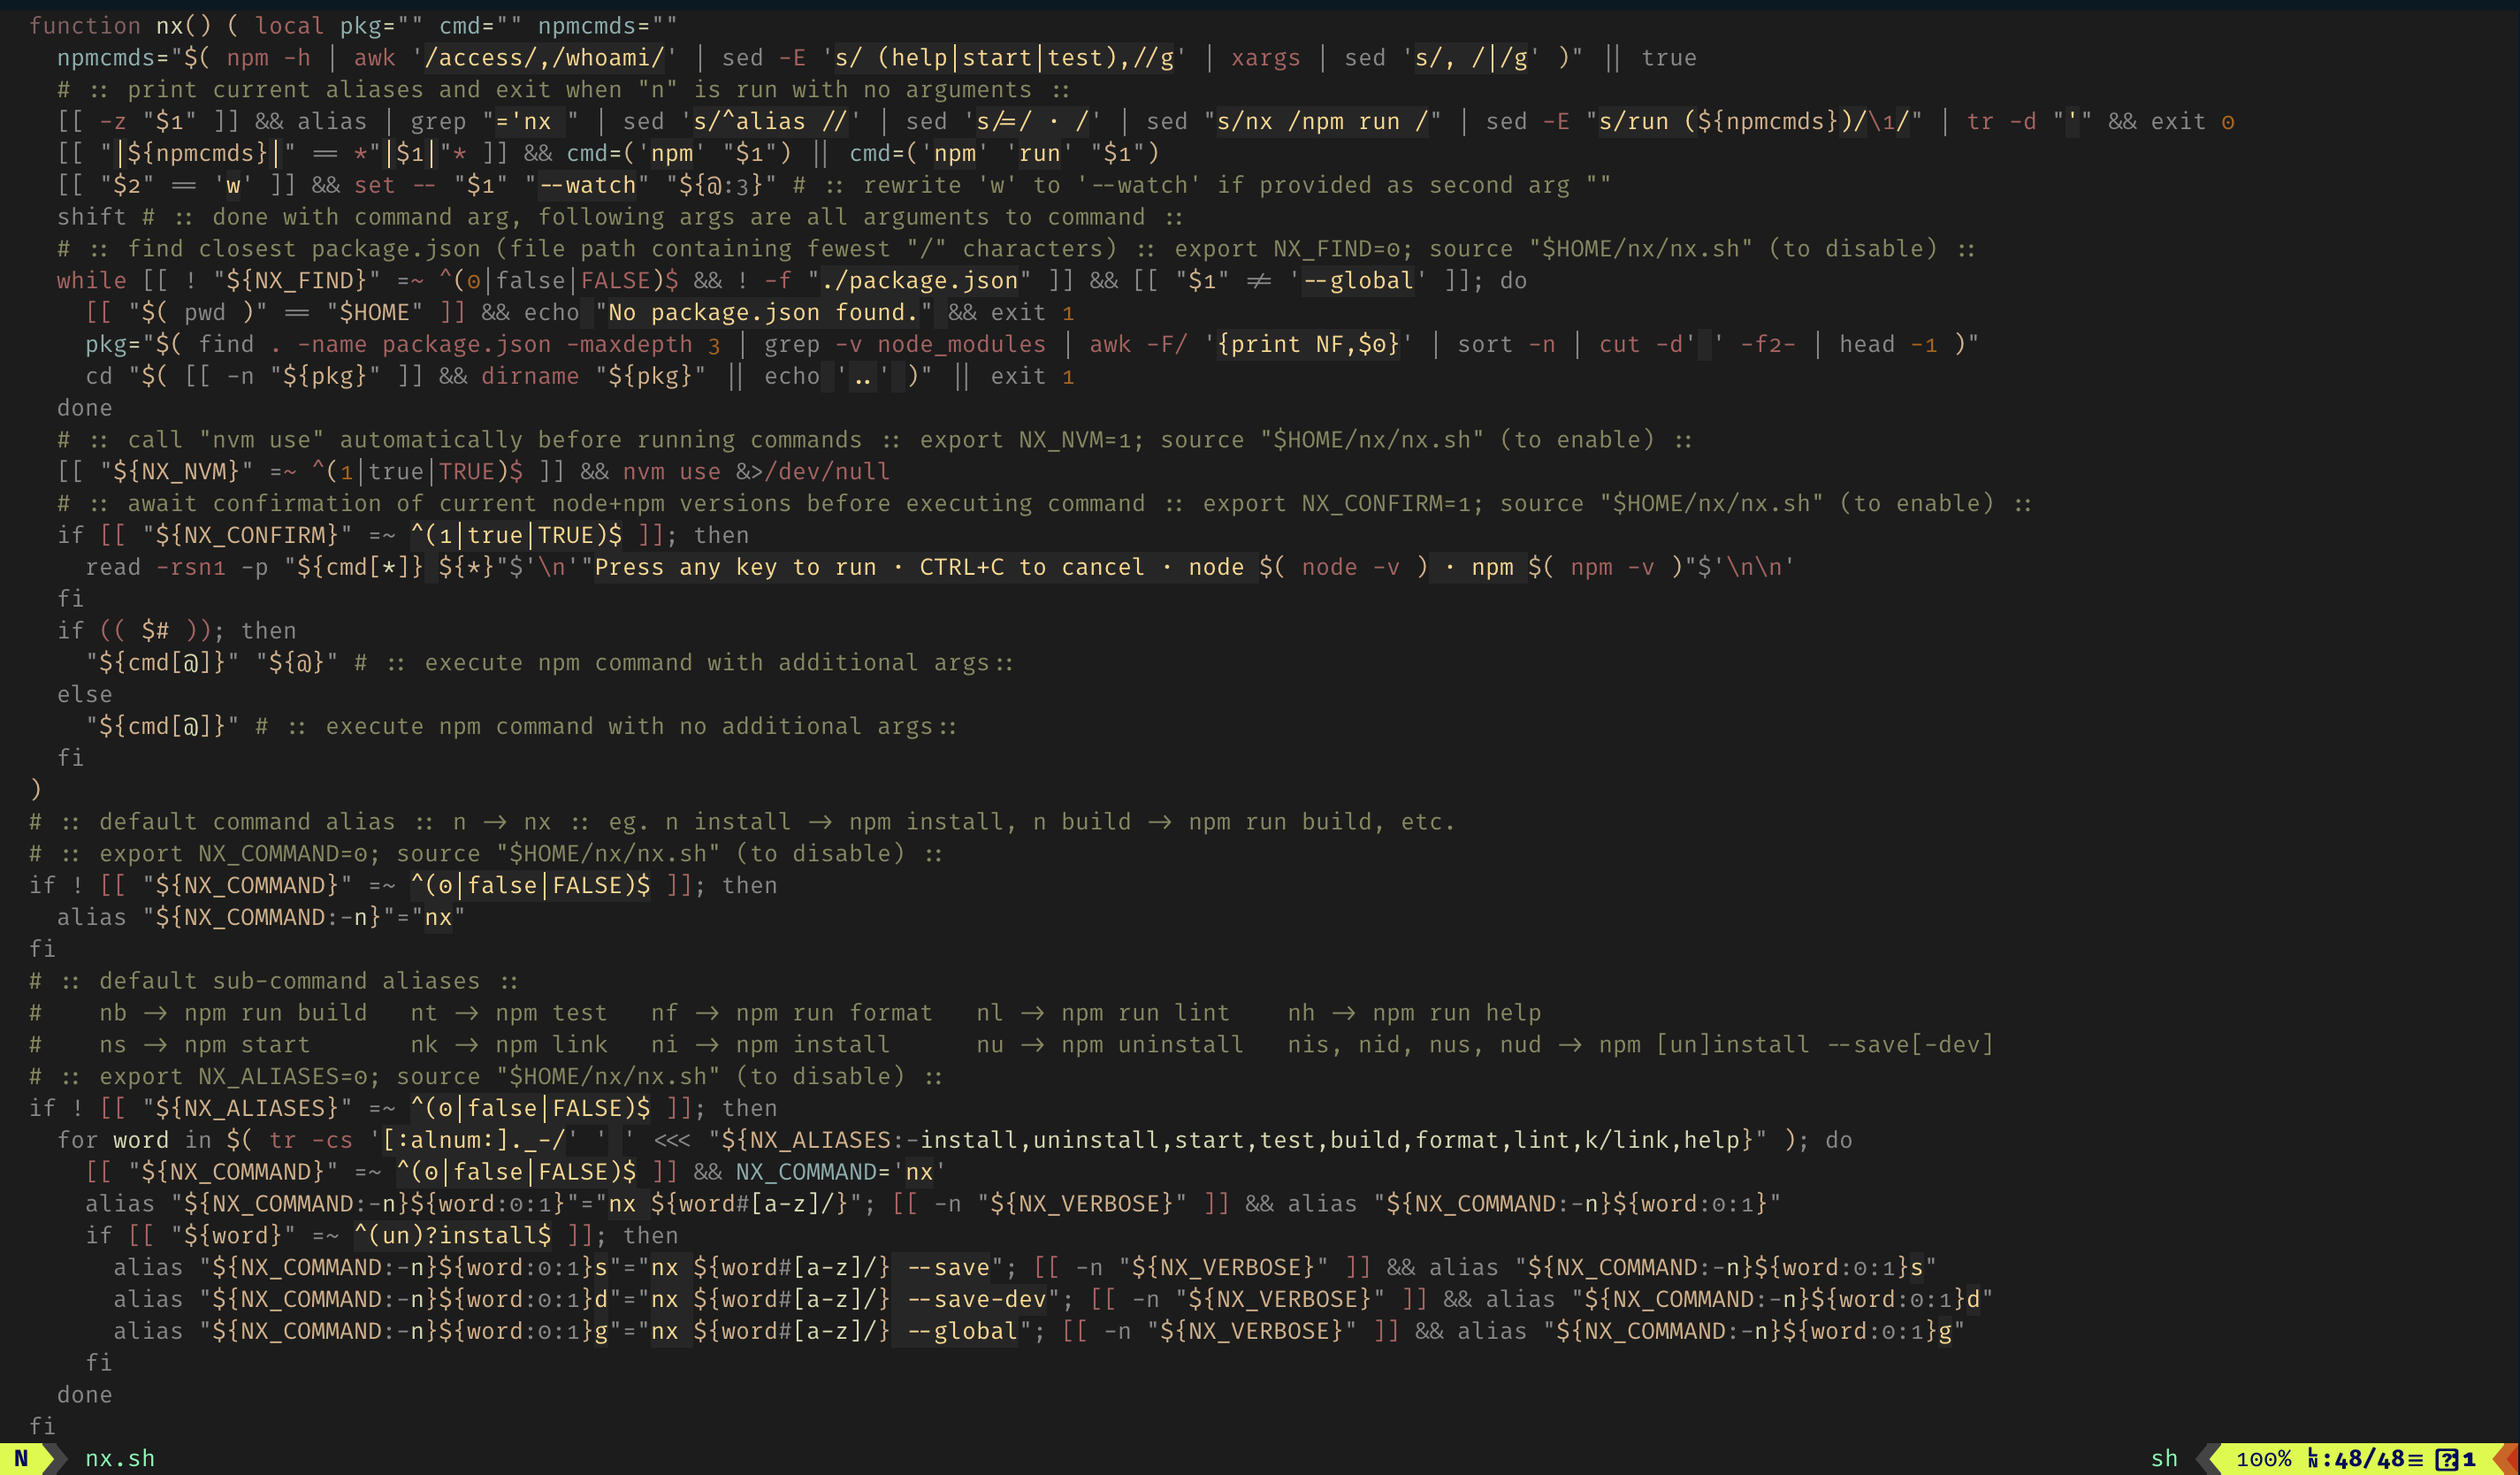 function nx() ( local pkg="" cmd="" npmcmds=""
  npmcmds="$( npm -h | awk '/access/,/whoami/' | sed -E 's/ (help|start|test),//g' | xargs | sed 's/, /|/g' )" || true
  # :: print current aliases and exit when "n" is run with no arguments ::
  [[ -z "$1" ]] && alias | grep "='nx " | sed 's/^alias //' | sed 's/=/ · /' | sed "s/nx /npm run /" | sed -E "s/run (${npmcmds})/\1/" | tr -d "'" && exit 0
  [[ "|${npmcmds}|" == *"|$1|"* ]] && cmd=('npm' "$1") || cmd=('npm' 'run' "$1")
  [[ "$2" == 'w' ]] && set -- "$1" "--watch" "${@:3}" # :: rewrite 'w' to '--watch' if provided as second arg ""
  shift # :: done with command arg, following args are all arguments to command ::
  # :: find closest package.json (file path containing fewest "/" characters) :: export NX_FIND=0; source "$HOME/nx/nx.sh" (to disable) ::
  while [[ ! "${NX_FIND}" =~ ^(0|false|FALSE)$ && ! -f "./package.json" ]] && [[ "$1" != '--global' ]]; do
    [[ "$( pwd )" == "$HOME" ]] && echo "No package.json found." && exit 1
    pkg="$( find . -name package.json -maxdepth 3 | grep -v node_modules | awk -F/ '{print NF,$0}' | sort -n | cut -d' ' -f2- | head -1 )"
    cd "$( [[ -n "${pkg}" ]] && dirname "${pkg}" || echo '..' )" || exit 1
  done
  # :: call "nvm use" automatically before running commands :: export NX_NVM=1; source "$HOME/nx/nx.sh" (to enable) ::
  [[ "${NX_NVM}" =~ ^(1|true|TRUE)$ ]] && nvm use &>/dev/null
  # :: await confirmation of current node+npm versions before executing command :: export NX_CONFIRM=1; source "$HOME/nx/nx.sh" (to enable) ::
  if [[ "${NX_CONFIRM}" =~ ^(1|true|TRUE)$ ]]; then
    read -rsn1 -p "${cmd[*]} ${*}"$'\n'"Press any key to run · CTRL+C to cancel · node $( node -v ) · npm $( npm -v )"$'\n\n'
  fi
  if (( $# )); then
    "${cmd[@]}" "${@}" # :: execute npm command with additional args::
  else
    "${cmd[@]}" # :: execute npm command with no additional args::
  fi
)
# :: default command alias :: n -> nx :: eg. n install -> npm install, n build -> npm run build, etc.
# :: export NX_COMMAND=0; source "$HOME/nx/nx.sh" (to disable) ::
if ! [[ "${NX_COMMAND}" =~ ^(0|false|FALSE)$ ]]; then
  alias "${NX_COMMAND:-n}"="nx"
fi
# :: default sub-command aliases ::
#    nb -> npm run build   nt -> npm test   nf -> npm run format   nl -> npm run lint    nh -> npm run help
#    ns -> npm start       nk -> npm link   ni -> npm install      nu -> npm uninstall   nis, nid, nus, nud -> npm [un]install --save[-dev]
# :: export NX_ALIASES=0; source "$HOME/nx/nx.sh" (to disable) ::
if ! [[ "${NX_ALIASES}" =~ ^(0|false|FALSE)$ ]]; then
  for word in $( tr -cs '[:alnum:]._-/' ' ' <<< "${NX_ALIASES:-install,uninstall,start,test,build,format,lint,k/link,help}" ); do
    [[ "${NX_COMMAND}" =~ ^(0|false|FALSE)$ ]] && NX_COMMAND='nx'
    alias "${NX_COMMAND:-n}${word:0:1}"="nx ${word#[a-z]/}"; [[ -n "${NX_VERBOSE}" ]] && alias "${NX_COMMAND:-n}${word:0:1}"
    if [[ "${word}" =~ ^(un)?install$ ]]; then
      alias "${NX_COMMAND:-n}${word:0:1}s"="nx ${word#[a-z]/} --save"; [[ -n "${NX_VERBOSE}" ]] && alias "${NX_COMMAND:-n}${word:0:1}s"
      alias "${NX_COMMAND:-n}${word:0:1}d"="nx ${word#[a-z]/} --save-dev"; [[ -n "${NX_VERBOSE}" ]] && alias "${NX_COMMAND:-n}${word:0:1}d"
      alias "${NX_COMMAND:-n}${word:0:1}g"="nx ${word#[a-z]/} --global"; [[ -n "${NX_VERBOSE}" ]] && alias "${NX_COMMAND:-n}${word:0:1}g"
    fi
  done
fi
N nx.sh sh 100% LN:48/48≡ 1